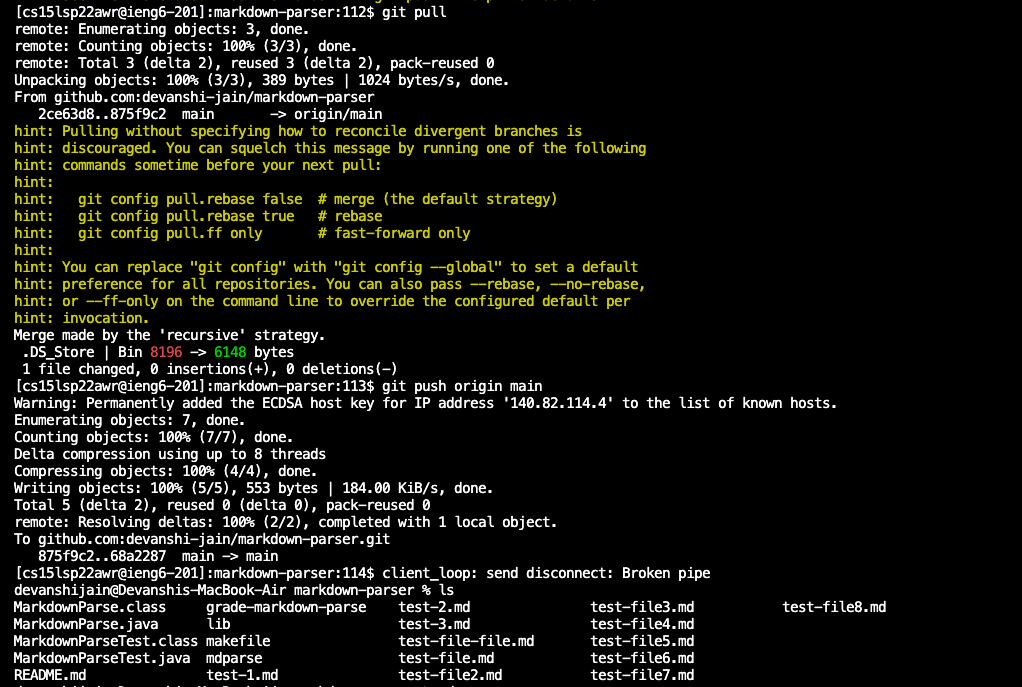 [cs15lsp22awr@ieng6-201]:markdown-parser:112$ git pull
remote: Enumerating objects: 3, done.
remote: Counting objects: 100% (3/3), done.
remote: Total 3 (delta 2), reused 3 (delta 2), pack-reused 0
Unpacking objects: 100% (3/3), 389 bytes | 1024 bytes/s, done.
From github.com:devanshi-jain/markdown-parser
   2ce63d8..875f9c2  main       -> origin/main
hint: Pulling without specifying how to reconcile divergent branches is
hint: discouraged. You can squelch this message by running one of the following
hint: commands sometime before your next pull:
hint:
hint:   git config pull.rebase false  # merge (the default strategy)
hint:   git config pull.rebase true   # rebase
hint:   git config pull.ff only       # fast-forward only
hint:
hint: You can replace "git config" with "git config --global" to set a default
hint: preference for all repositories. You can also pass --rebase, --no-rebase,
hint: or --ff-only on the command line to override the configured default per
hint: invocation.
Merge made by the 'recursive' strategy.
 .DS_Store | Bin 8196 -> 6148 bytes
 1 file changed, 0 insertions(+), 0 deletions(-)
[cs15lsp22awr@ieng6-201]:markdown-parser:113$ git push origin main
Warning: Permanently added the ECDSA host key for IP address '140.82.114.4' to the list of known hosts.
Enumerating objects: 7, done.
Counting objects: 100% (7/7), done.
Delta compression using up to 8 threads
Compressing objects: 100% (4/4), done.
Writing objects: 100% (5/5), 553 bytes | 184.00 KiB/s, done.
Total 5 (delta 2), reused 0 (delta 0), pack-reused 0
remote: Resolving deltas: 100% (2/2), completed with 1 local object.
To github.com:devanshi-jain/markdown-parser.git
   875f9c2..68a2287  main -> main
[cs15lsp22awr@ieng6-201]:markdown-parser:114$ client_loop: send disconnect: Broken pipe
devanshijain@Devanshis-MacBook-Air markdown-parser % ls
MarkdownParse.class     grade-markdown-parse    test-2.md               test-file3.md           test-file8.md
MarkdownParse.java      lib                     test-3.md               test-file4.md
MarkdownParseTest.class makefile                test-file-file.md       test-file5.md
MarkdownParseTest.java  mdparse                 test-file.md            test-file6.md
README.md               test-1.md               test-file2.md           test-file7.md